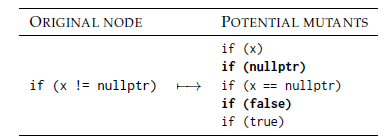 ORIGINAL NODE POTENTIAL MUTANTS
if (x)
if (nullptr)
if (x != nullptr) ⟼ if (x == nullptr)
if (false)
if (true)